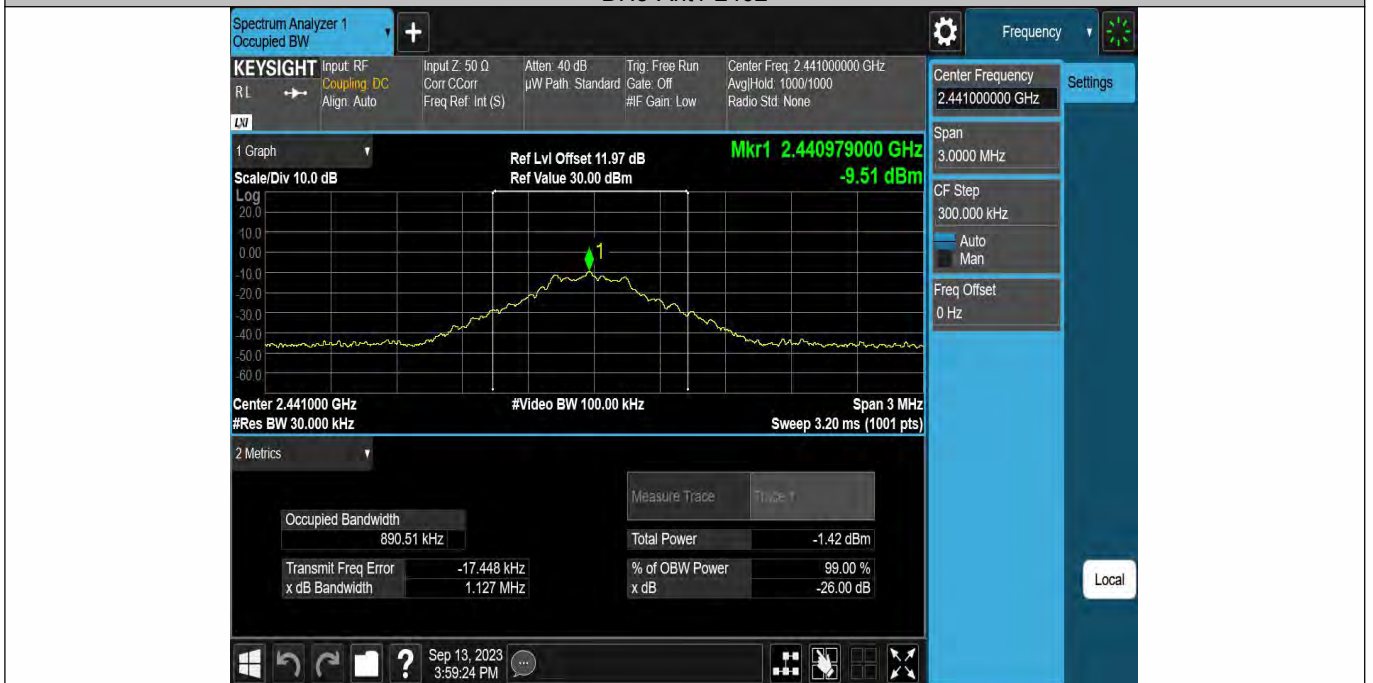 Spectrum Analyzer 1
Occupied BW
+
Frequency
KEYSIGHT
RL
LXI
Input: RF
Coupling: DC
Align: Auto
Input Z: 50 Ω
Corr CCorr
Freq Ref: Int (S)
Atten: 40 dB
µW Path: Standard
Trig: Free Run
Gate: Off
#IF Gain: Low
Center Freq: 2.441000000 GHz
Avg|Hold: 1000/1000
Radio Std: None
Center Frequency
2.441000000 GHz
Settings
Span
3.0000 MHz
CF Step
300.000 kHz
Auto
Man
Freq Offset
0 Hz
1 Graph
Scale/Div 10.0 dB
Ref Lvl Offset 11.97 dB
Ref Value 30.00 dBm
Mkr1 2.440979000 GHz
-9.51 dBm
Log
20.0
10.0
0.00
-10.0
-20.0
-30.0
-40.0
-50.0
-60.0
1
Center 2.441000 GHz
#Res BW 30.000 kHz
#Video BW 100.00 kHz
Span 3 MHz
Sweep 3.20 ms (1001 pts)
2 Metrics
Measure Trace
Trace 1
Occupied Bandwidth
890.51 kHz
Total Power
-1.42 dBm
Transmit Freq Error
-17.448 kHz
% of OBW Power
99.00 %
x dB Bandwidth
1.127 MHz
x dB
-26.00 dB
Local
?
Sep 13, 2023
3:59:24 PM